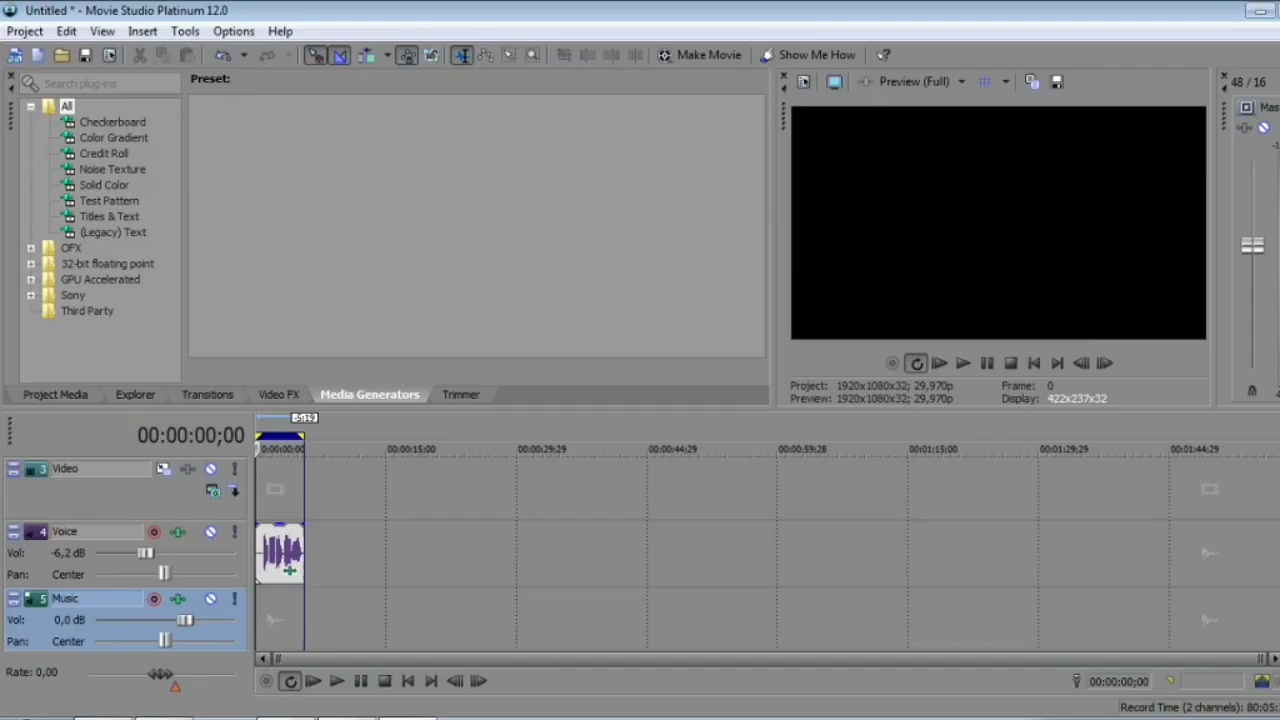 Untitled * - Movie Studio Platinum 12.0
Project Edit View Insert Tools Options Help
Make Movie Show Me How
Search plug-ins
Preset:
All
Checkerboard
Color Gradient
Credit Roll
Noise Texture
Solid Color
Test Pattern
Titles & Text
(Legacy) Text
OFX
32-bit floating point
GPU Accelerated
Sony
Third Party
Preview (Full)
48 / 16
Mas
Project: 1920x1080x32; 29,970p Frame: 0
Preview: 1920x1080x32; 29,970p Display: 422x237x32
Project Media Explorer Transitions Video FX Media Generators Trimmer
-5:19
00:00:00;00
0:00:00:00 00:00:15;00 00:00:29;29 00:00:44;29 00:00:59;28 00:01:15;00 00:01:29;29 00:01:44;29
3 Video
4 Voice
Vol: -6,2 dB
Pan: Center
5 Music
Vol: 0,0 dB
Pan: Center
Rate: 0,00
00:00:00;00
Record Time (2 channels): 80:05: